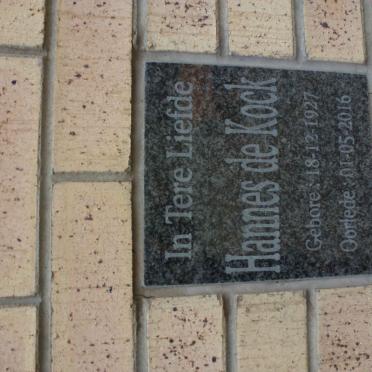 In Tere Liefde
Hannes de Kock
Gebore: 18-12-1927
Oorlede: 01-05-2016